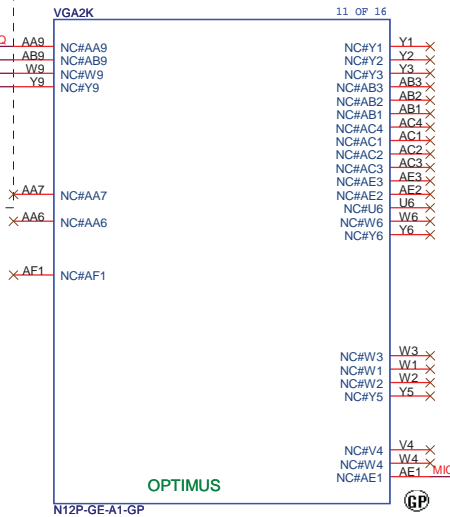 VGA2K 11 OF 16
AA9 NC#AA9 NC#Y1 Y1
AB9 NC#AB9 NC#Y2 Y2
W9 NC#W9 NC#Y3 Y3
Y9 NC#Y9 NC#AB3 AB3
NC#AB2 AB2
NC#AB1 AB1
NC#AC4 AC4
NC#AC1 AC1
NC#AC2 AC2
NC#AC3 AC3
NC#AE3 AE3
AA7 NC#AA7 NC#AE2 AE2
NC#U6 U6
AA6 NC#AA6 NC#W6 W6
NC#Y6 Y6
AF1 NC#AF1
NC#W3 W3
NC#W1 W1
NC#W2 W2
NC#Y5 Y5
NC#V4 V4
NC#W4 W4
NC#AE1 AE1 MIO
OPTIMUS
GP
N12P-GE-A1-GP